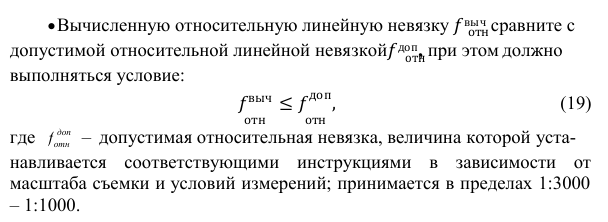 • Вычисленную относительную линейную невязку f^выч_отн сравните с
допустимой относительной линейной невязкой f^доп_отн, при этом должно
выполняться условие:
f^выч_отн ≤ f^доп_отн, (19)
где f^доп_отн – допустимая относительная невязка, величина которой уста-
навливается соответствующими инструкциями в зависимости от
масштаба съемки и условий измерений; принимается в пределах 1:3000
– 1:1000.